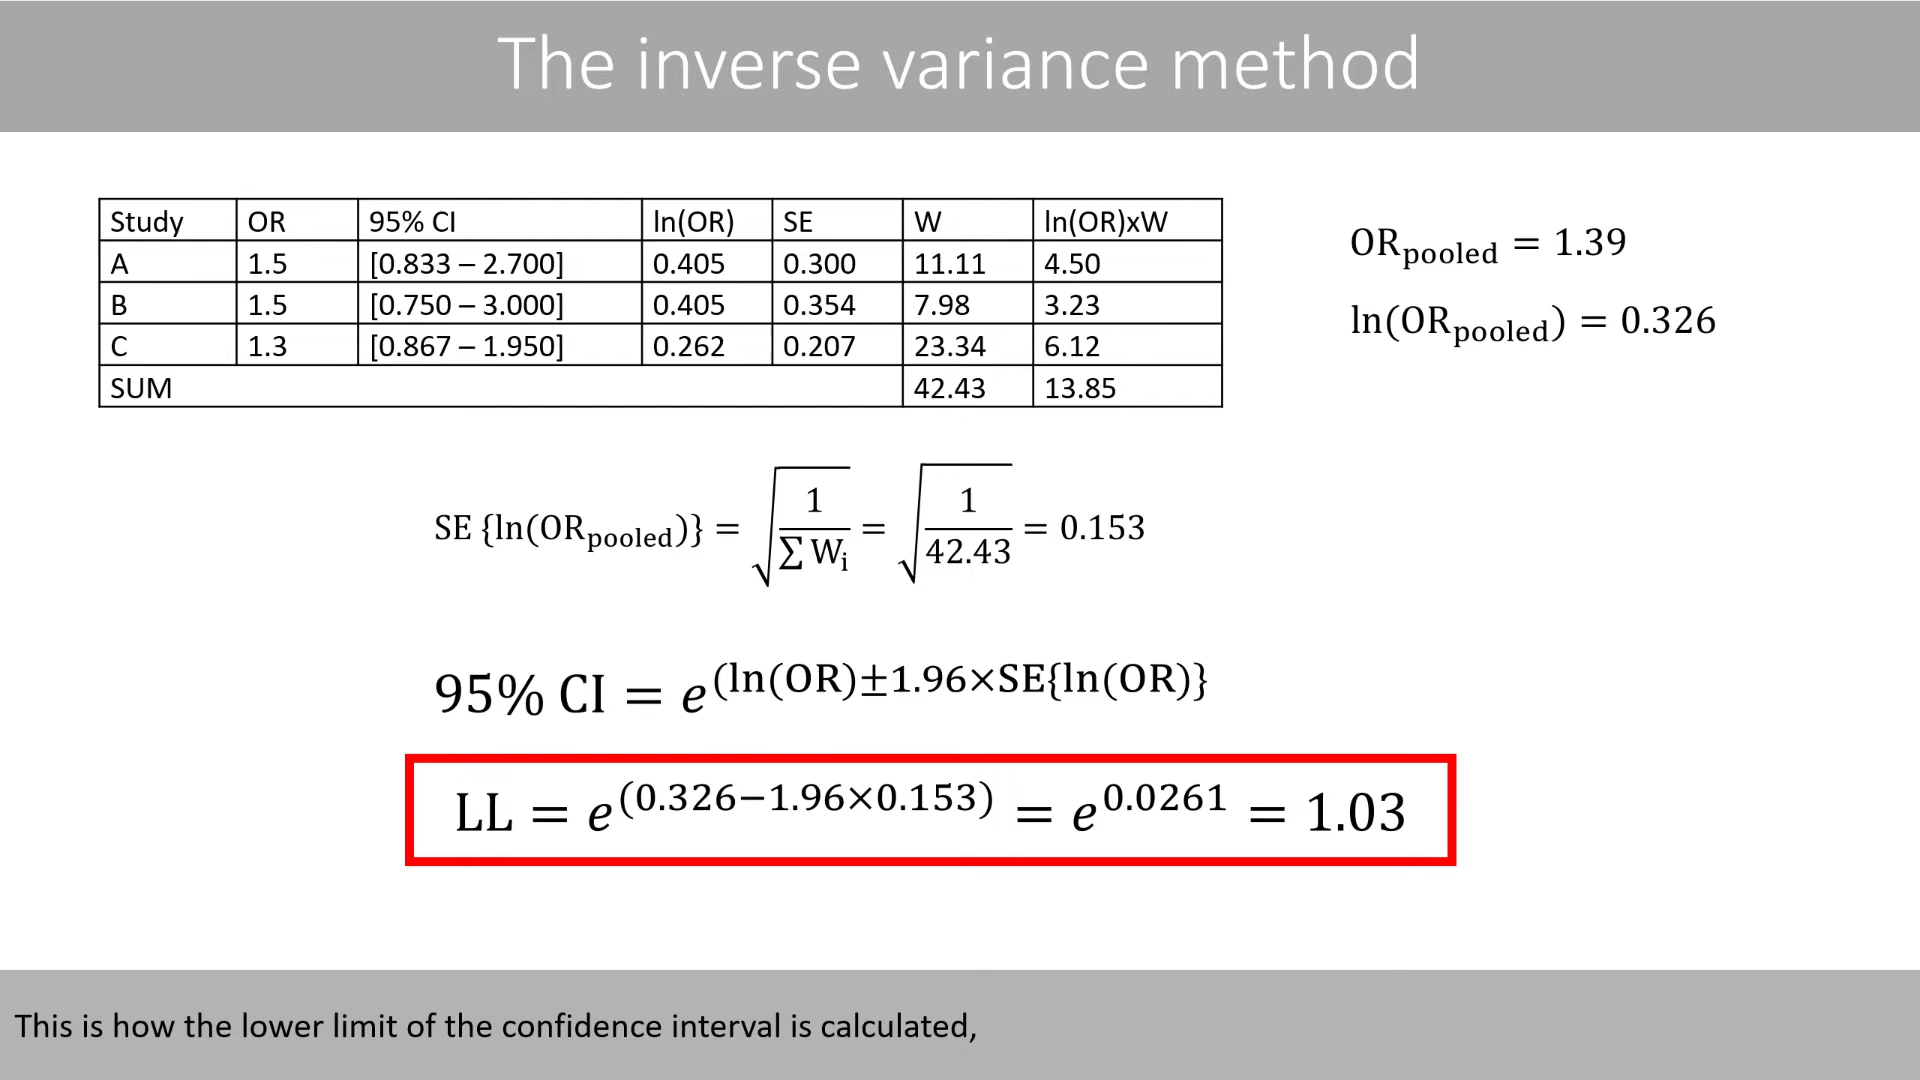 The inverse variance method
Study OR 95% CI ln(OR) SE W ln(OR)xW
A 1.5 [0.833 – 2.700] 0.405 0.300 11.11 4.50
B 1.5 [0.750 – 3.000] 0.405 0.354 7.98 3.23
C 1.3 [0.867 – 1.950] 0.262 0.207 23.34 6.12
SUM 42.43 13.85
OR_pooled = 1.39
ln(OR_pooled) = 0.326
SE {ln(OR_pooled)} = √(1/∑ W_i) = √(1/42.43) = 0.153
95% CI = e^(ln(OR)±1.96×SE{ln(OR)}
LL = e^(0.326−1.96×0.153) = e^0.0261 = 1.03
This is how the lower limit of the confidence interval is calculated,